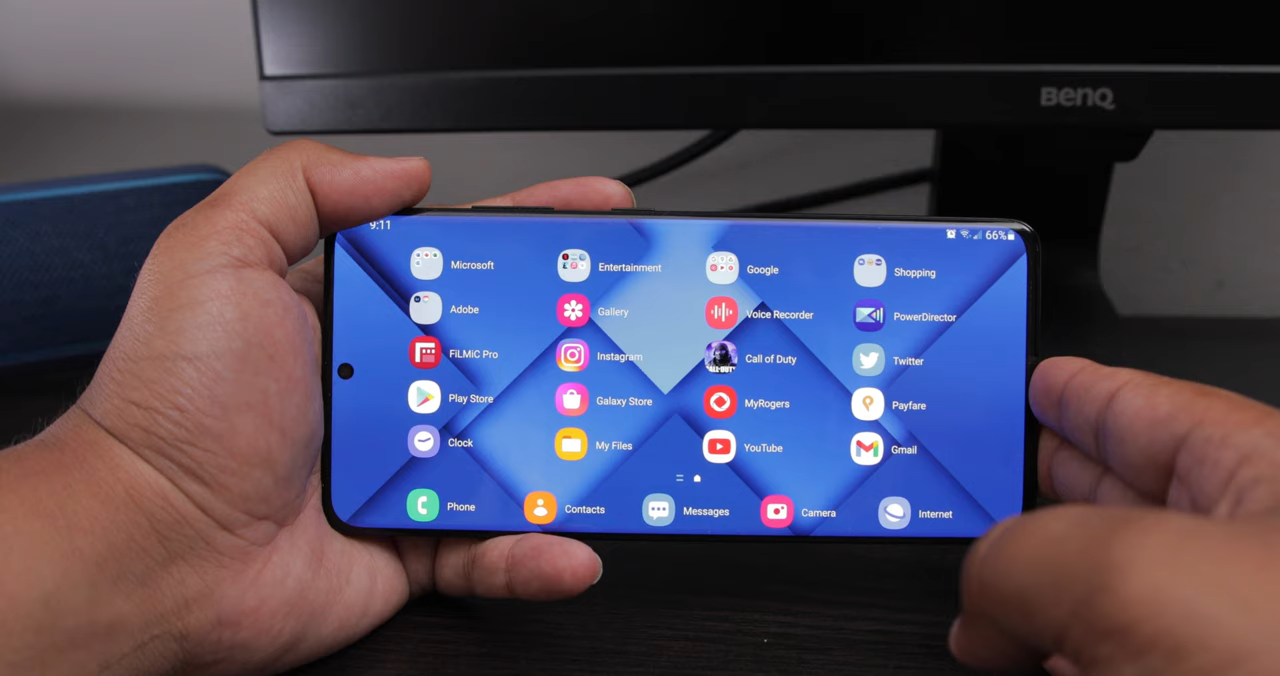 BenQ
9:11
66%
Microsoft
Entertainment
Google
Shopping
Adobe
Gallery
Voice Recorder
PowerDirector
FiLMiC Pro
Instagram
Call of Duty
Twitter
Play Store
Galaxy Store
MyRogers
Payfare
Clock
My Files
YouTube
Gmail
Phone
Contacts
Messages
Camera
Internet